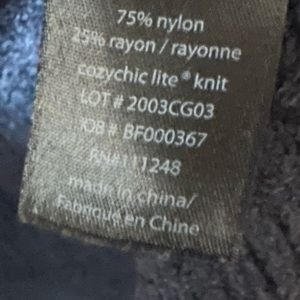 75% nylon
25% rayon / rayonne
cozychic lite® knit
LOT # 2003CG03
JOB # BF000367
RN#111248
made in china/
Fabriqué en Chine